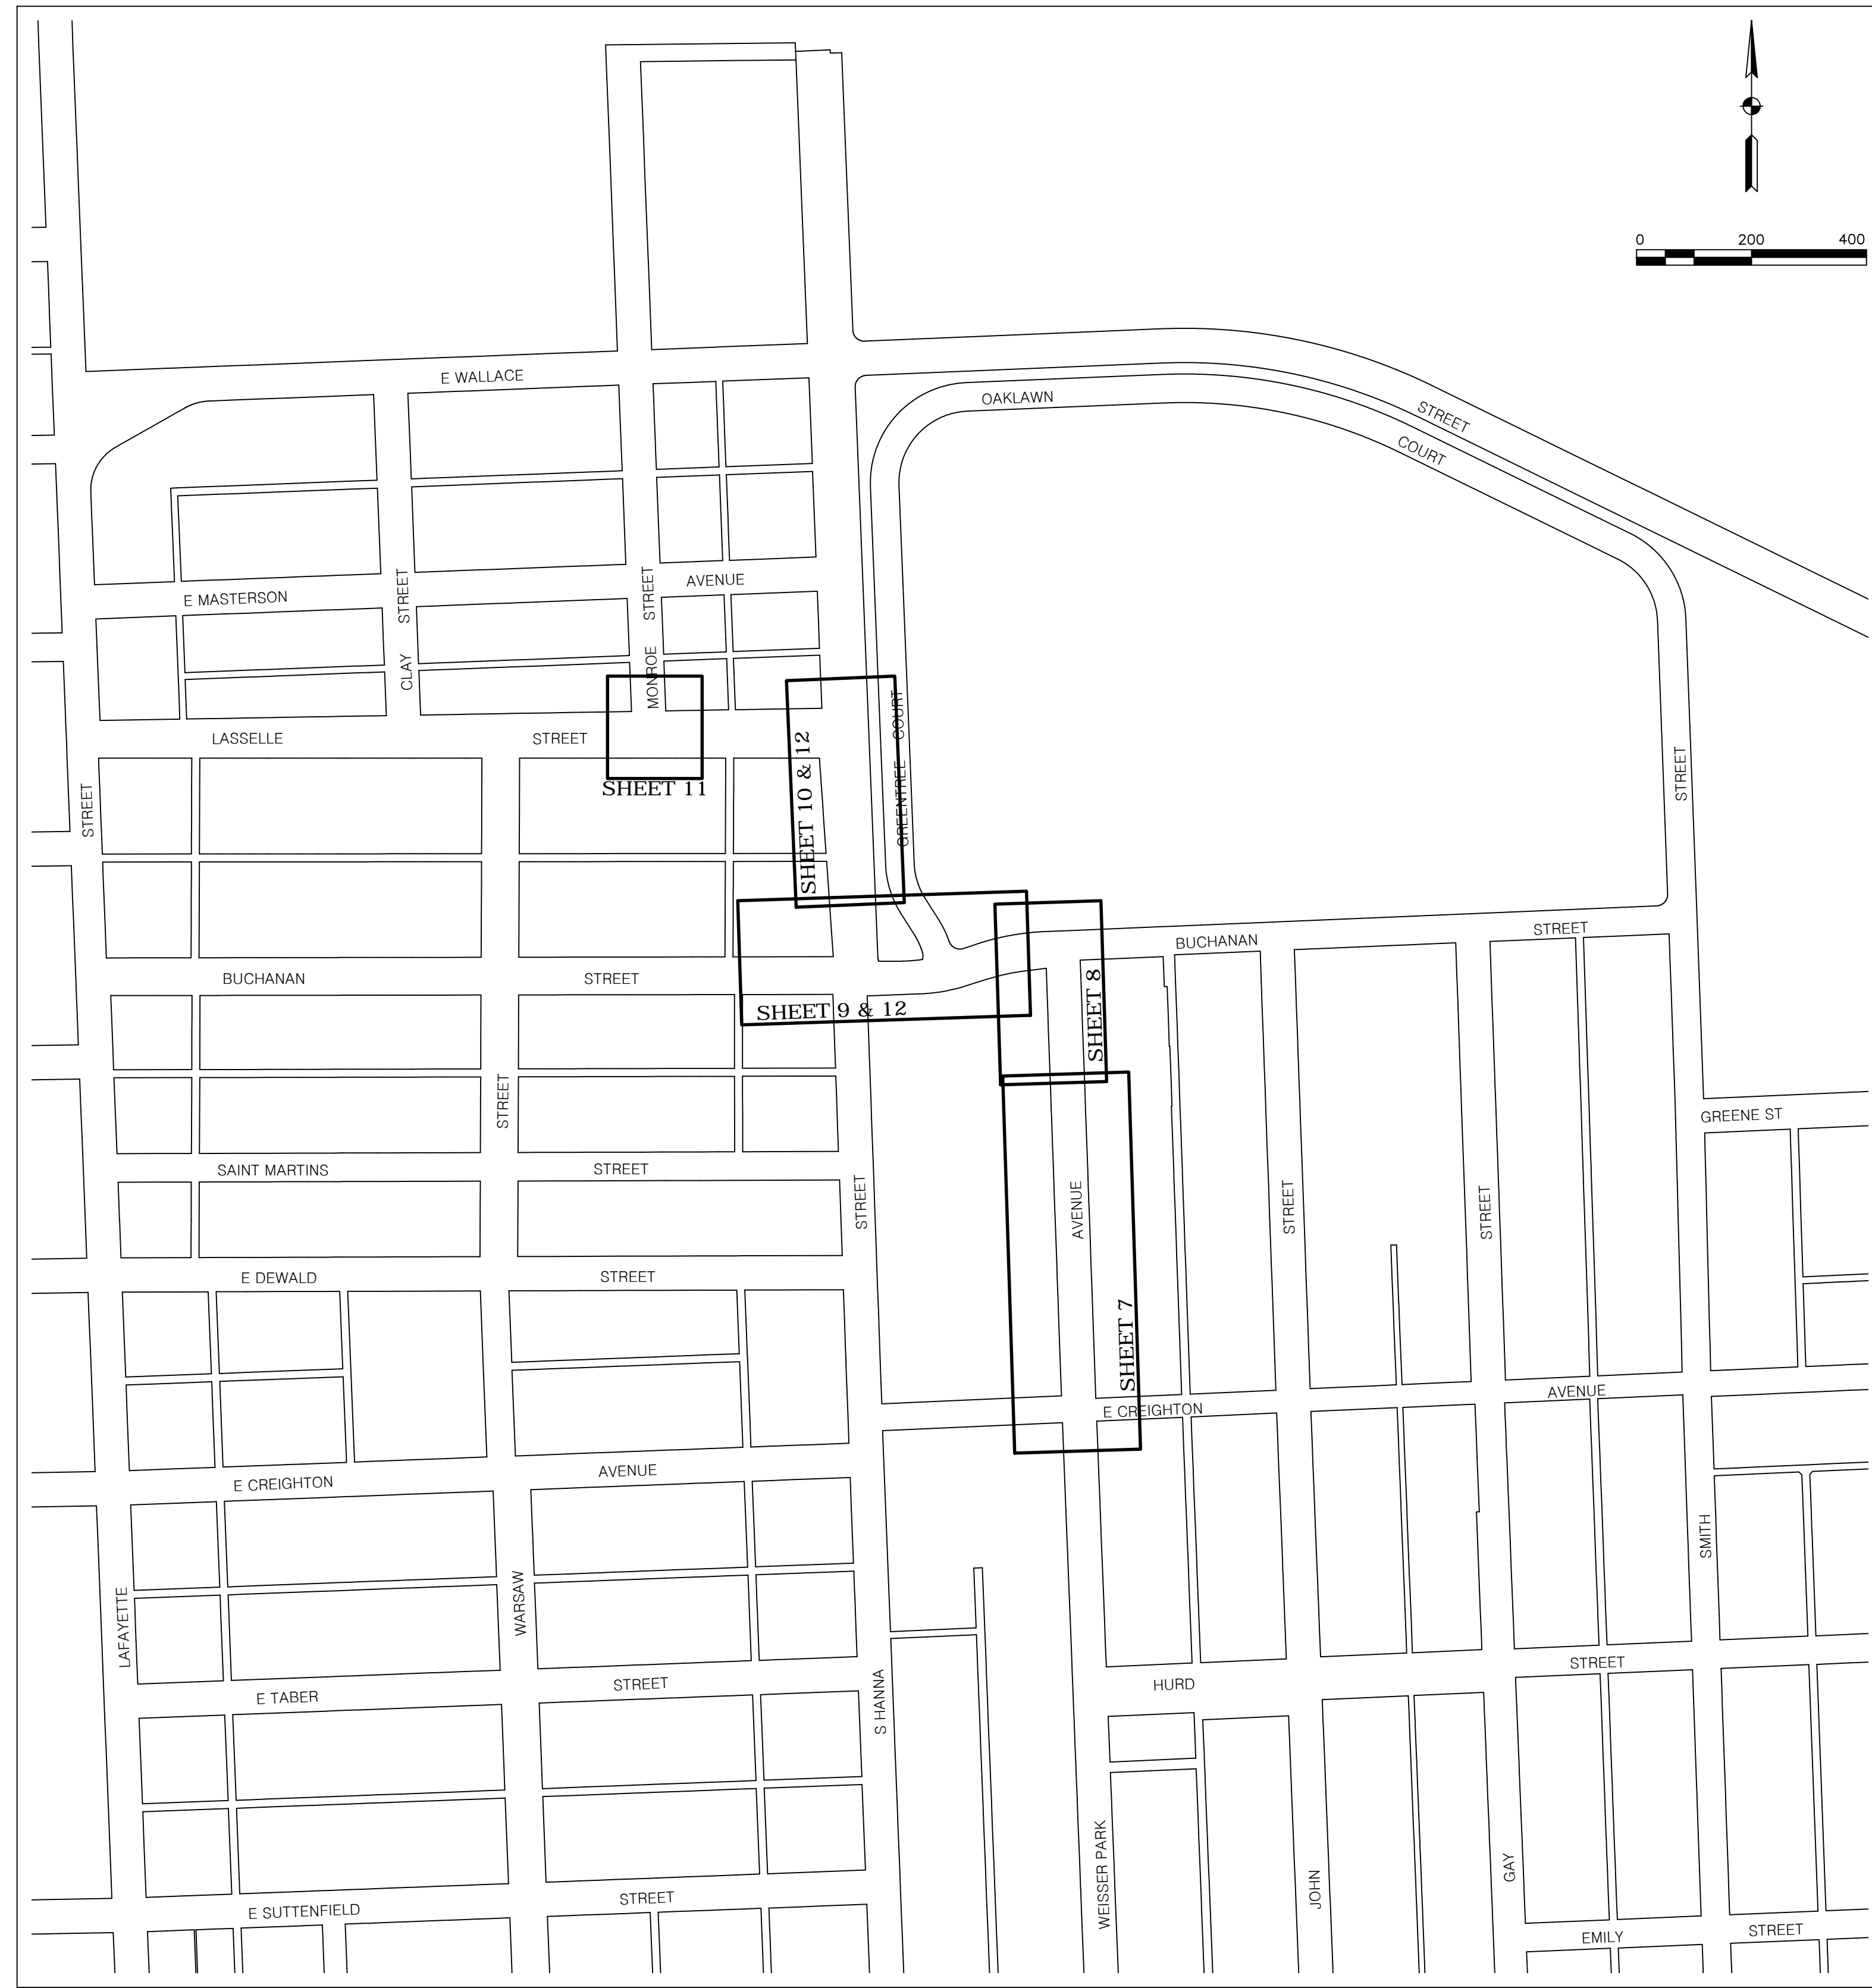 0 200 400
E WALLACE
OAKLAWN
STREET
COURT
E MASTERSON
CLAY STREET
MONROE STREET
AVENUE
LASSELLE
STREET
SHEET 11
SHEET 10 & 12
GREENTREE COURT
STREET
STREET
BUCHANAN
STREET
BUCHANAN
STREET
SHEET 9 & 12
SHEET 8
STREET
SAINT MARTINS
STREET
STREET
AVENUE
STREET
STREET
GREENE ST
E DEWALD
STREET
SHEET 7
E CREIGHTON
AVENUE
E CREIGHTON
AVENUE
LAFAYETTE
WARSAW
SMITH
E TABER
STREET
S HANNA
HURD
STREET
WEISSER PARK
JOHN
GAY
E SUTTENFIELD
STREET
EMILY
STREET